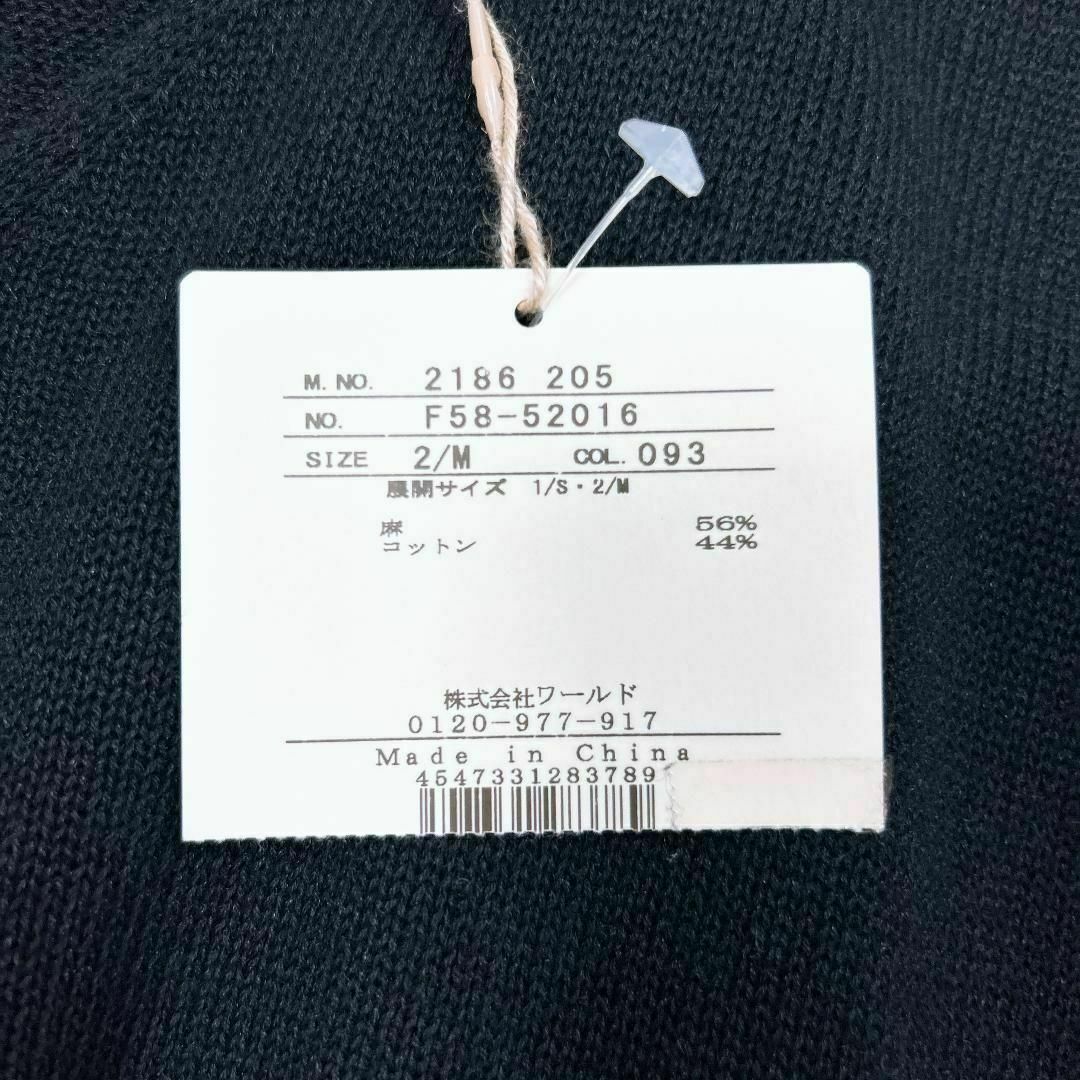 M. NO. 2186 205
NO. F58-52016
SIZE 2/M COL. 093
展開サイズ 1/S・2/M
麻 56%
コットン 44%
株式会社ワールド
0120-977-917
Made in China
4547331283789